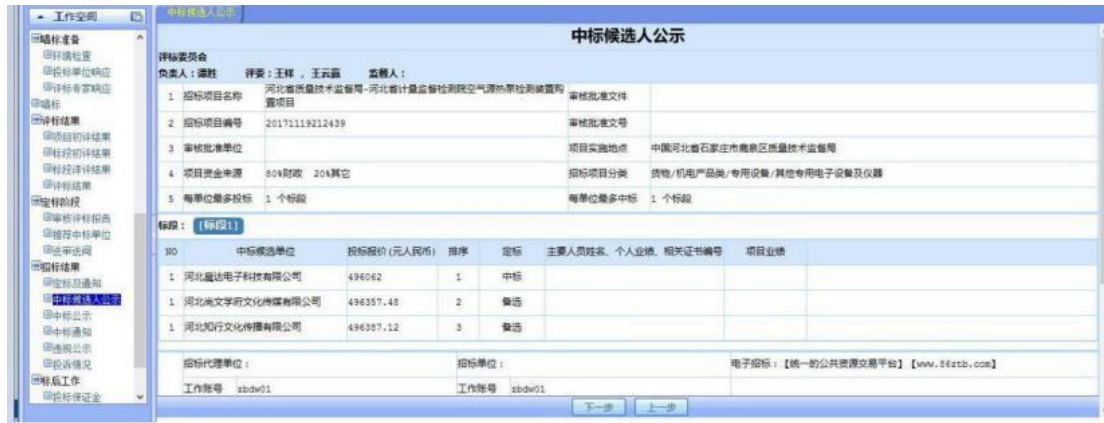 工作空间
唱标准备
环境检查
投标单位响应
评标专家响应
唱标
评标结果
项目初评结果
标段初评结果
标段详评结果
评标结果
定标阶段
审核评标报告
推荐中标单位
送审送阅
招标结果
定标及通知
中标候选人公示
中标公示
中标通知
违规公示
投诉情况
标后工作
投标保证金
中标候选人公示
中标候选人公示
评标委员会
负责人：谭胜 评委：王辉 ， 王云嘉 监督人：
1 招标项目名称 河北省质量技术监督局-河北省计量监督检测院空气源热泵检测装置购置项目 审核批准文件
2 招标项目编号 20171119212439 审核批准文号
3 审核批准单位 项目实施地点 中国河北省石家庄市鹿泉区质量技术监督局
4 项目资金来源 80%财政 20%其它 招标项目分类 货物/机电产品类/专用设备/其他专用电子设备及仪器
5 每单位最多投标 1 个标段 每单位最多中标 1 个标段
标段： [标段1]
NO 中标候选单位 投标报价(元人民币) 排序 定标 主要人员姓名、个人业绩、相关证书编号 项目业绩
1 河北晟达电子科技有限公司 496062 1 中标
1 河北尚文学府文化传媒有限公司 496357.48 2 备选
1 河北知行文化传播有限公司 496387.12 3 备选
招标代理单位： 招标单位： 电子招标：【统一的公共资源交易平台】【www.86ztb.com】
工作账号 zbdw01 工作账号 zbdw01
下一步 上一步